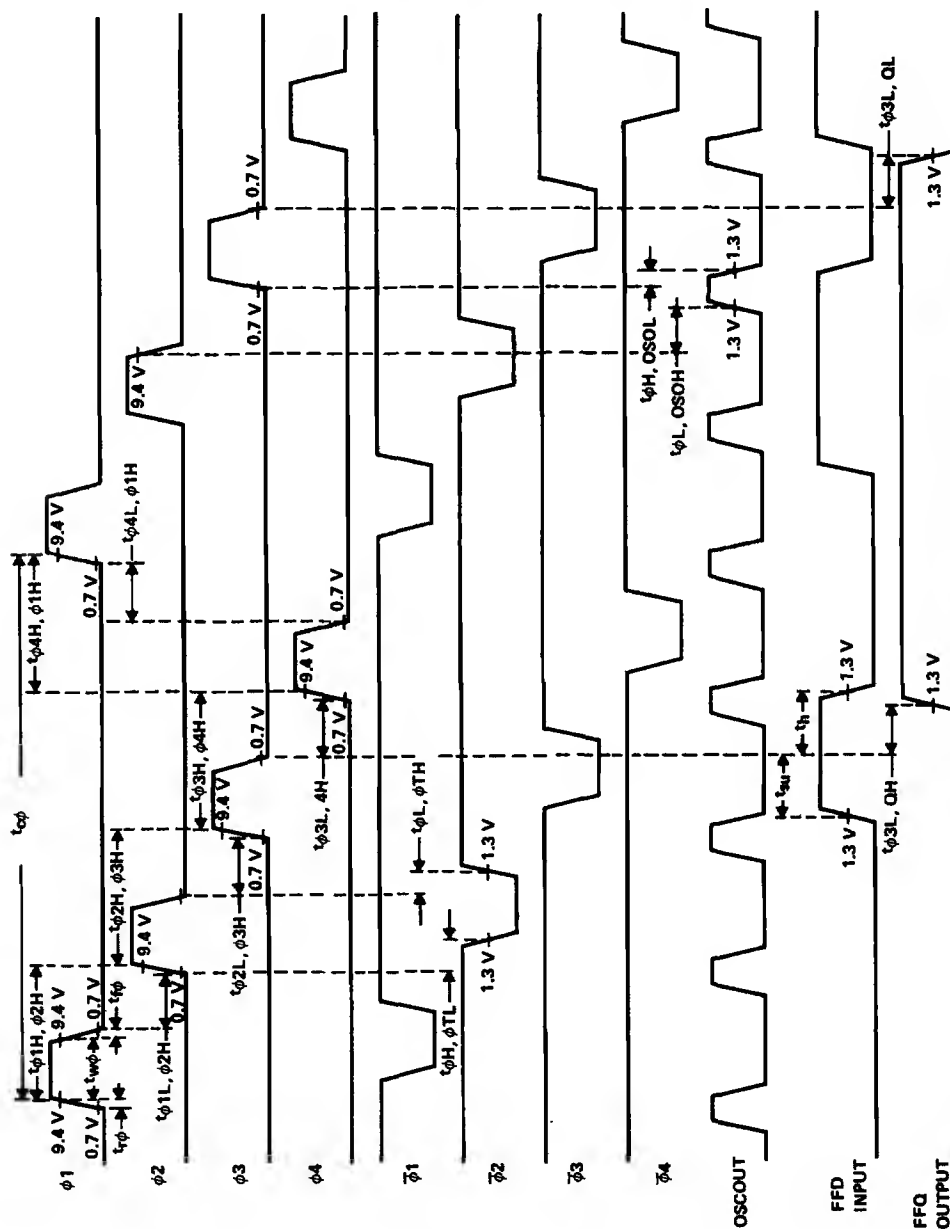 tcφ
tφ1H, φ2H
tφ2H, φ3H
tφ3H, φ4H
tφ4H, φ1H
φ1
9.4 V
0.7 V
trφ
twφ
9.4 V
0.7 V
tfφ
0.7 V
9.4 V
tφ4L, φ1H
φ2
tφ1L, φ2H
0.7 V
9.4 V
9.4 V
φ3
tφ2L, φ3H
0.7 V
9.4 V
0.7 V
0.7 V
0.7 V
φ4
tφ3L, 4H
0.7 V
9.4 V
0.7 V
φ̅1
tφH, φTL
tφL, φTH
φ̅2
1.3 V
1.3 V
φ̅3
φ̅4
tφH, OSOL
tφL, OSOH
OSCOUT
1.3 V
1.3 V
tsu
th
FFD
INPUT
1.3 V
1.3 V
tφ3L, QH
tφ3L, QL
FFQ
OUTPUT
1.3 V
1.3 V